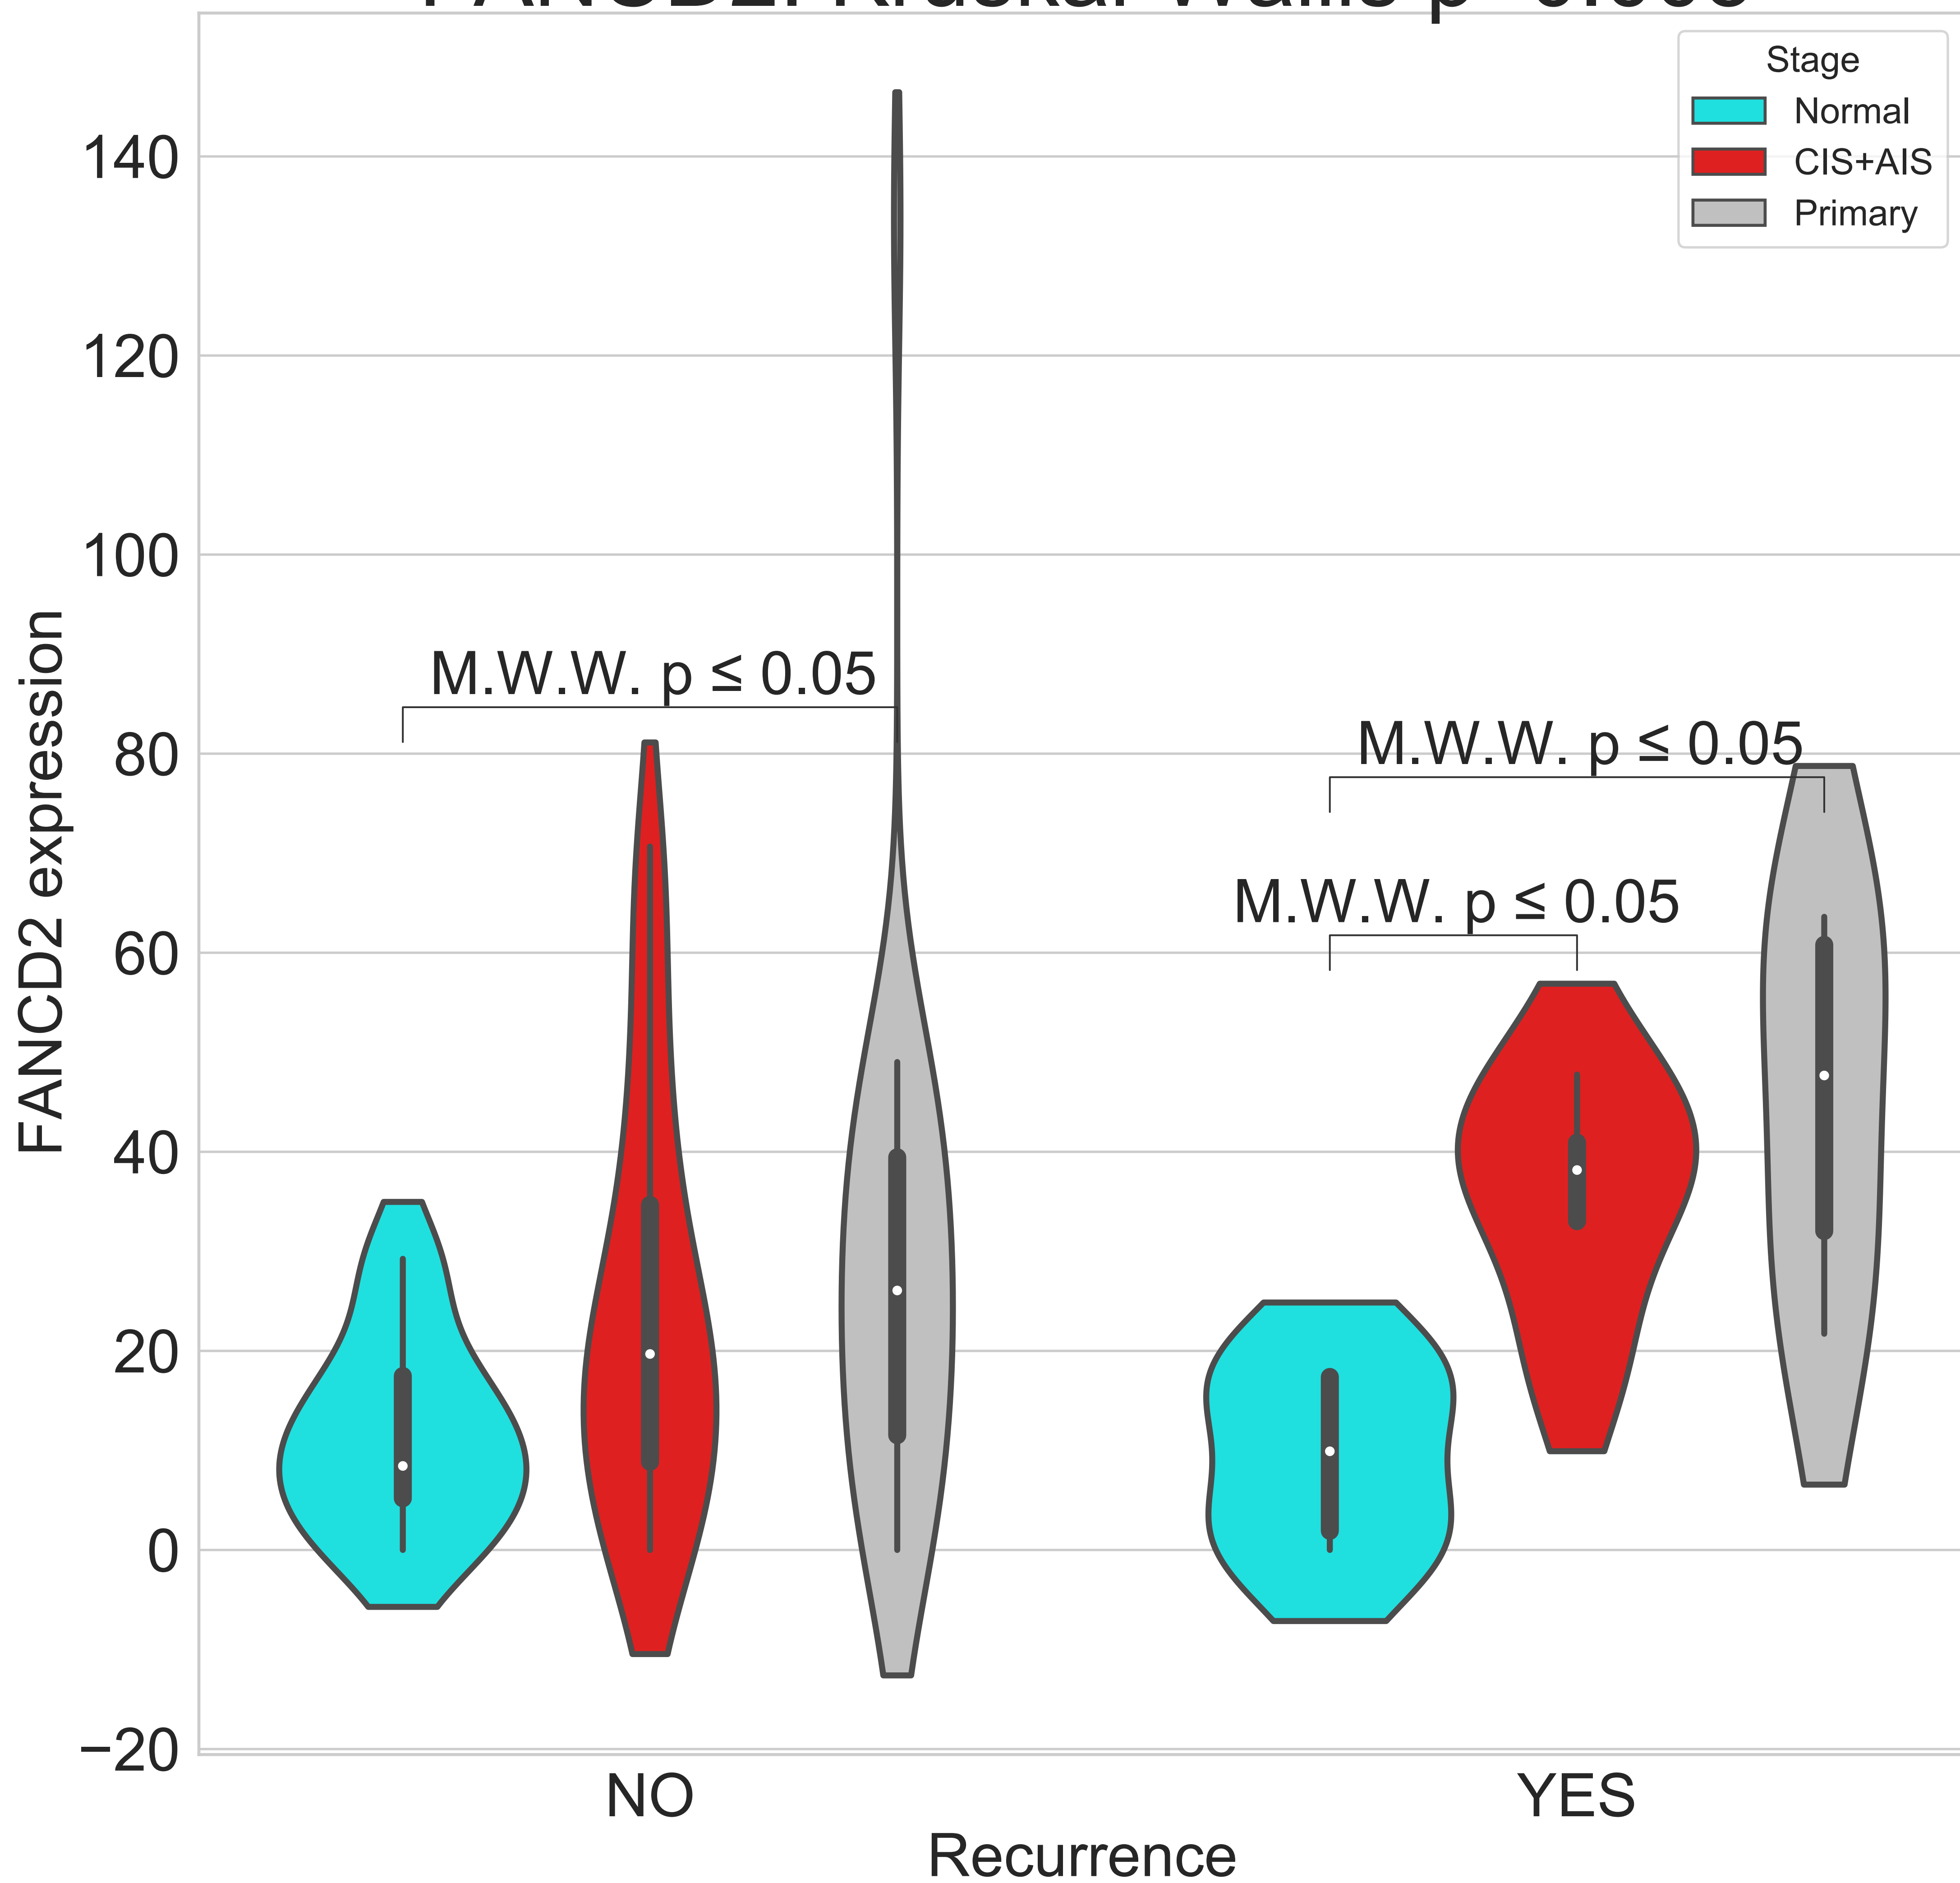 Stage
Normal
CIS+AIS
Primary
140
120
100
80
60
40
20
0
−20
FANCD2 expression
M.W.W. p ≤ 0.05
M.W.W. p ≤ 0.05
M.W.W. p ≤ 0.05
NO
YES
Recurrence